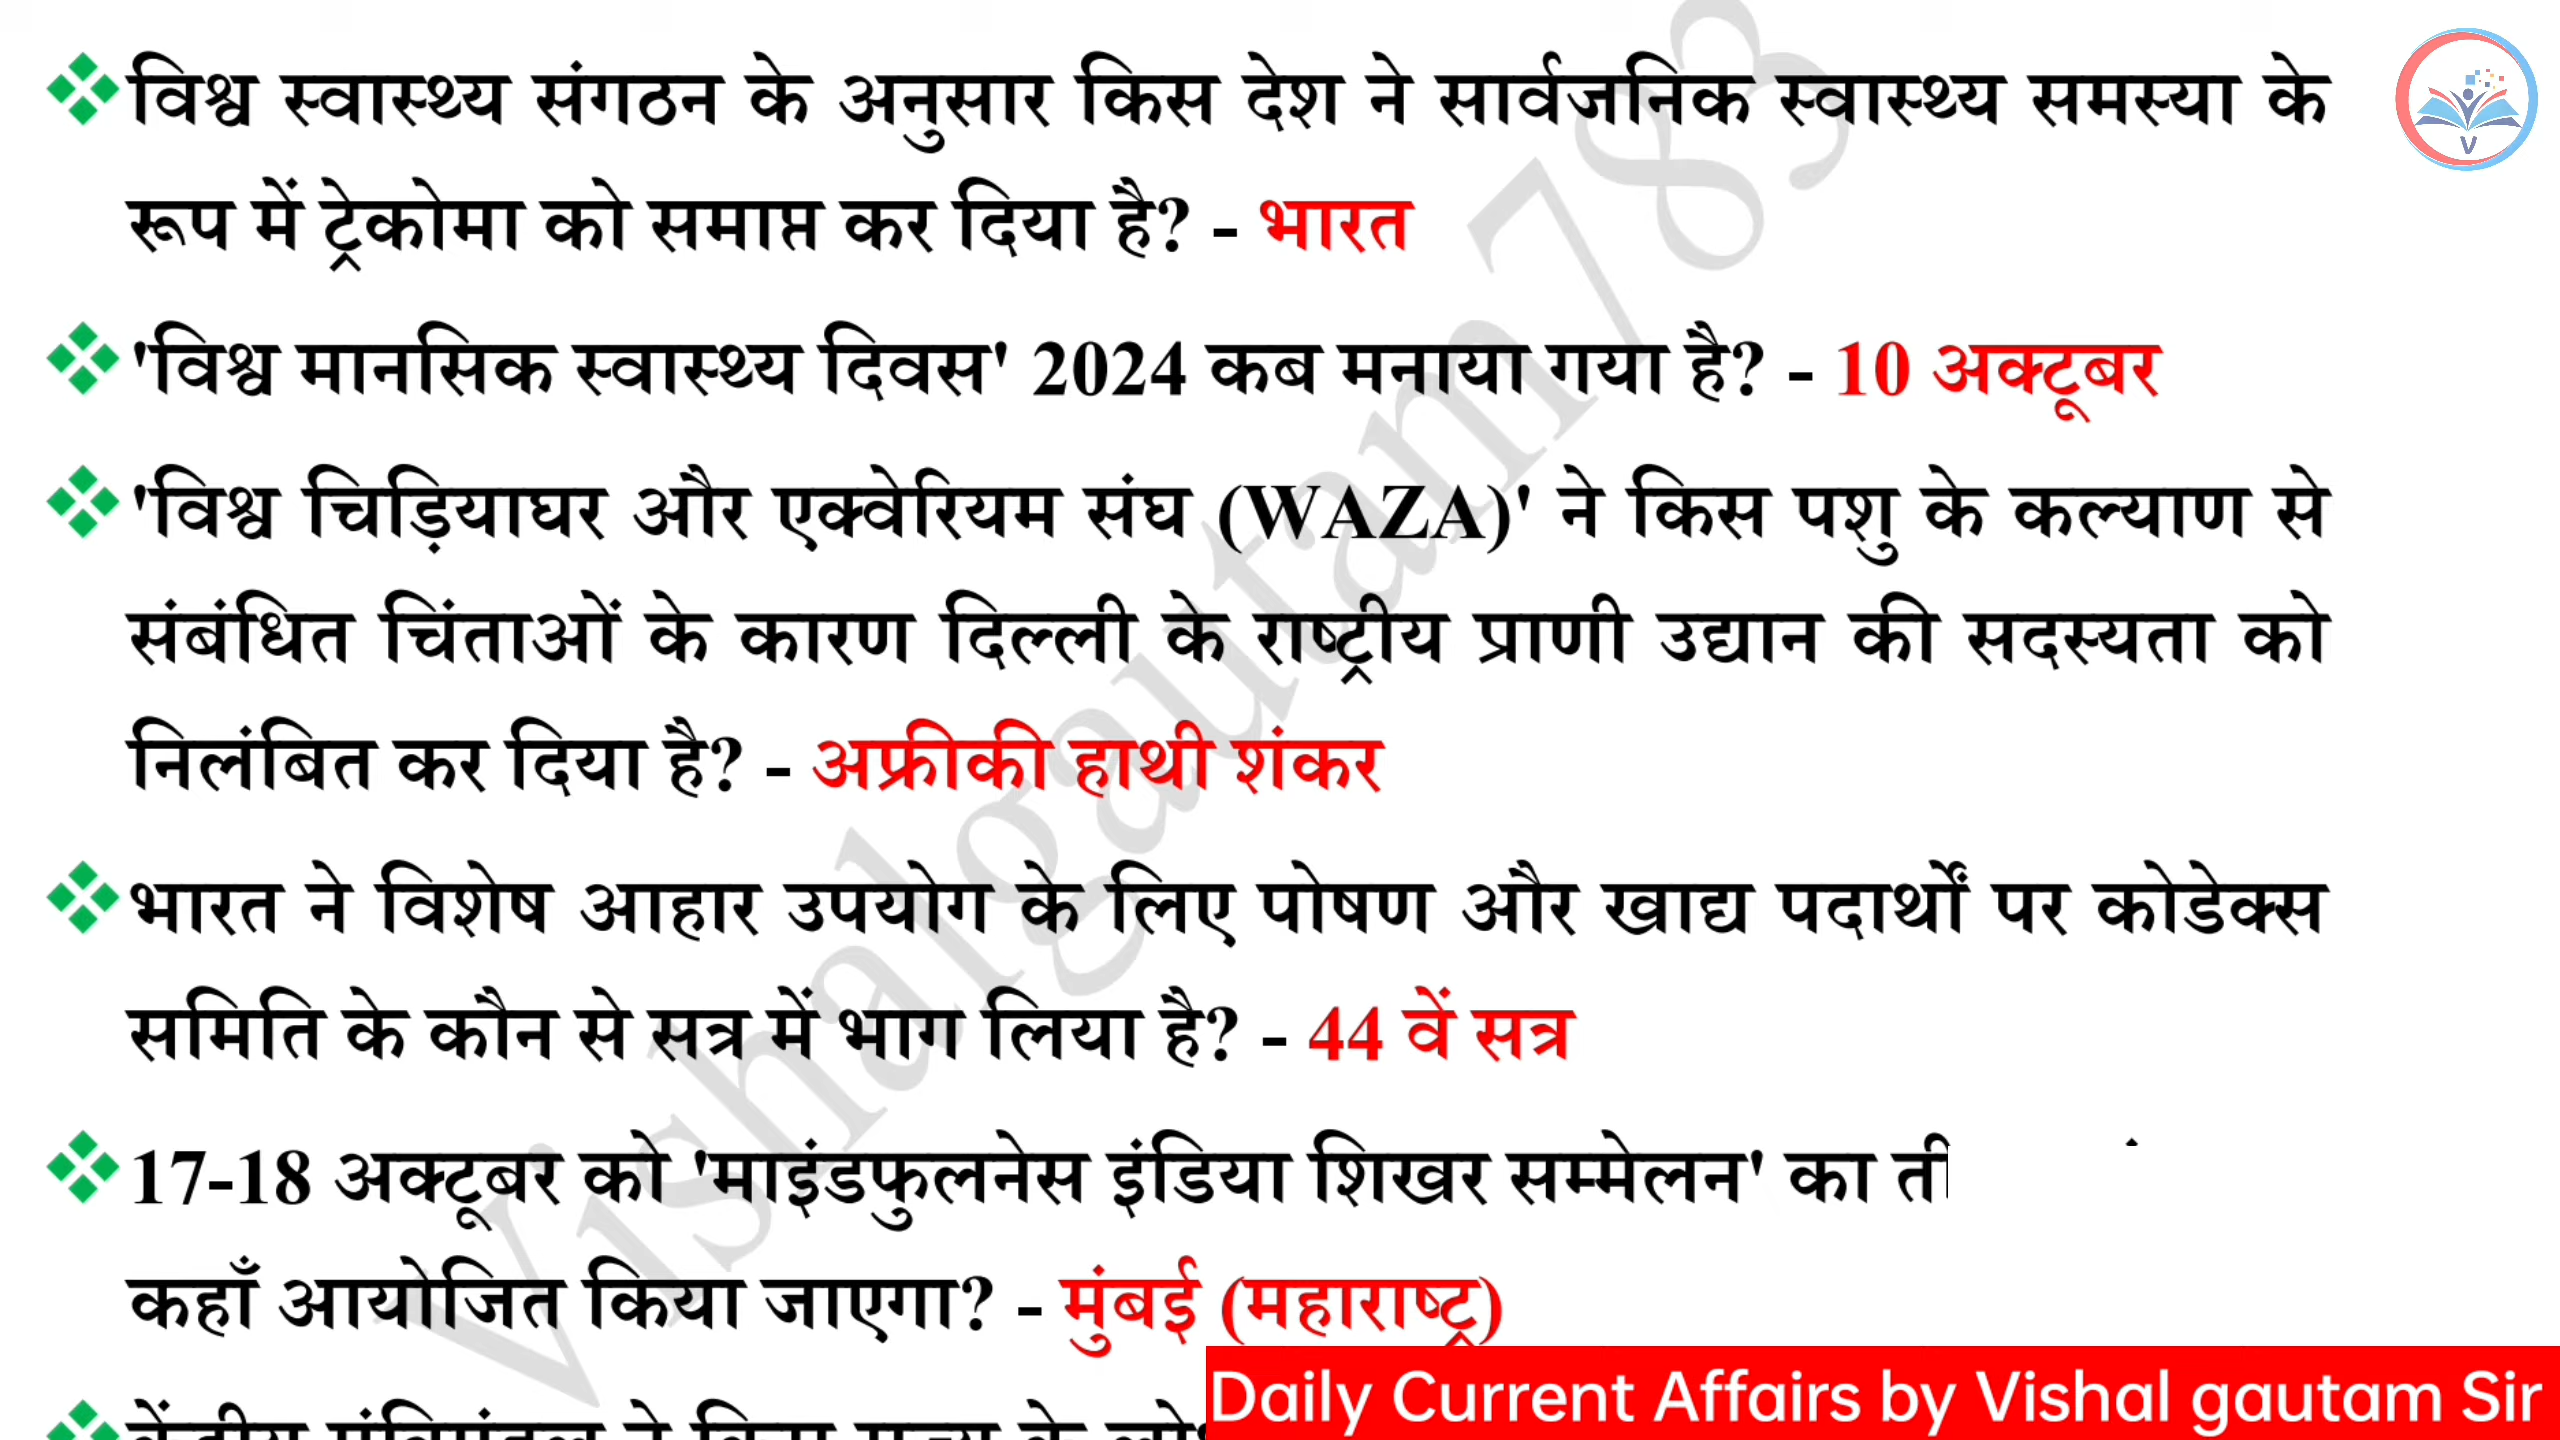 विश्व स्वास्थ्य संगठन के अनुसार किस देश ने सार्वजनिक स्वास्थ्य समस्या के
रूप में ट्रेकोमा को समाप्त कर दिया है? - भारत
'विश्व मानसिक स्वास्थ्य दिवस' 2024 कब मनाया गया है? - 10 अक्टूबर
'विश्व चिड़ियाघर और एक्वेरियम संघ (WAZA)' ने किस पशु के कल्याण से
संबंधित चिंताओं के कारण दिल्ली के राष्ट्रीय प्राणी उद्यान की सदस्यता को
निलंबित कर दिया है? - अफ्रीकी हाथी शंकर
भारत ने विशेष आहार उपयोग के लिए पोषण और खाद्य पदार्थों पर कोडेक्स
समिति के कौन से सत्र में भाग लिया है? - 44 वें सत्र
17-18 अक्टूबर को 'माइंडफुलनेस इंडिया शिखर सम्मेलन' का
कहाँ आयोजित किया जाएगा? - मुंबई (महाराष्ट्र)
Daily Current Affairs by Vishal gautam Sir
Vishalgautam783
V